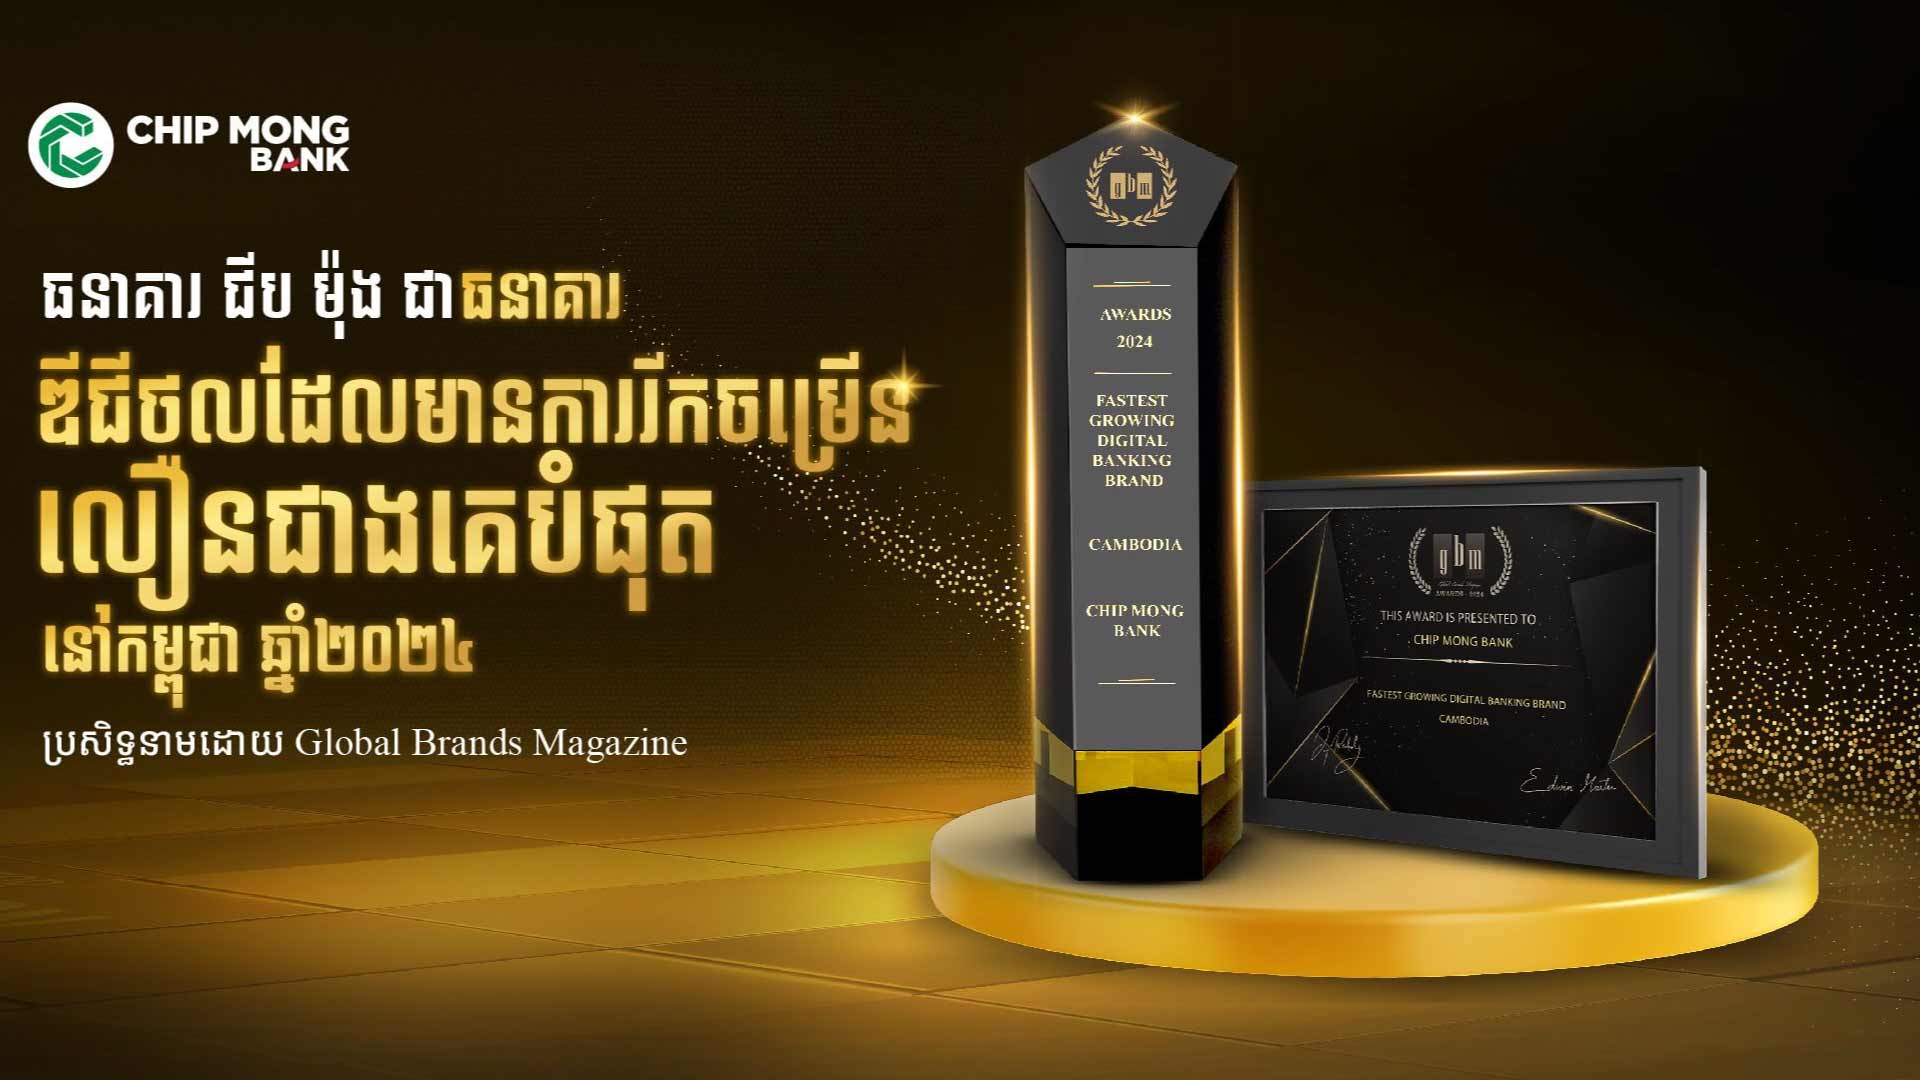 CHIP MONG
BANK
ធនាគារ ជីប ម៉ុង ជាធនាគារ
ឌីជីថលដែលមានការរីកចម្រើន
លឿនជាងគេបំផុត
នៅកម្ពុជា ឆ្នាំ២០២៤
ប្រសិទ្ធនាមដោយ Global Brands Magazine
gbm
AWARDS
2024
FASTEST
GROWING
DIGITAL
BANKING
BRAND
CAMBODIA
CHIP MONG
BANK
gbm
AWARDS - 2024
THIS AWARD IS PRESENTED TO
CHIP MONG BANK
FASTEST GROWING DIGITAL BANKING BRAND
CAMBODIA